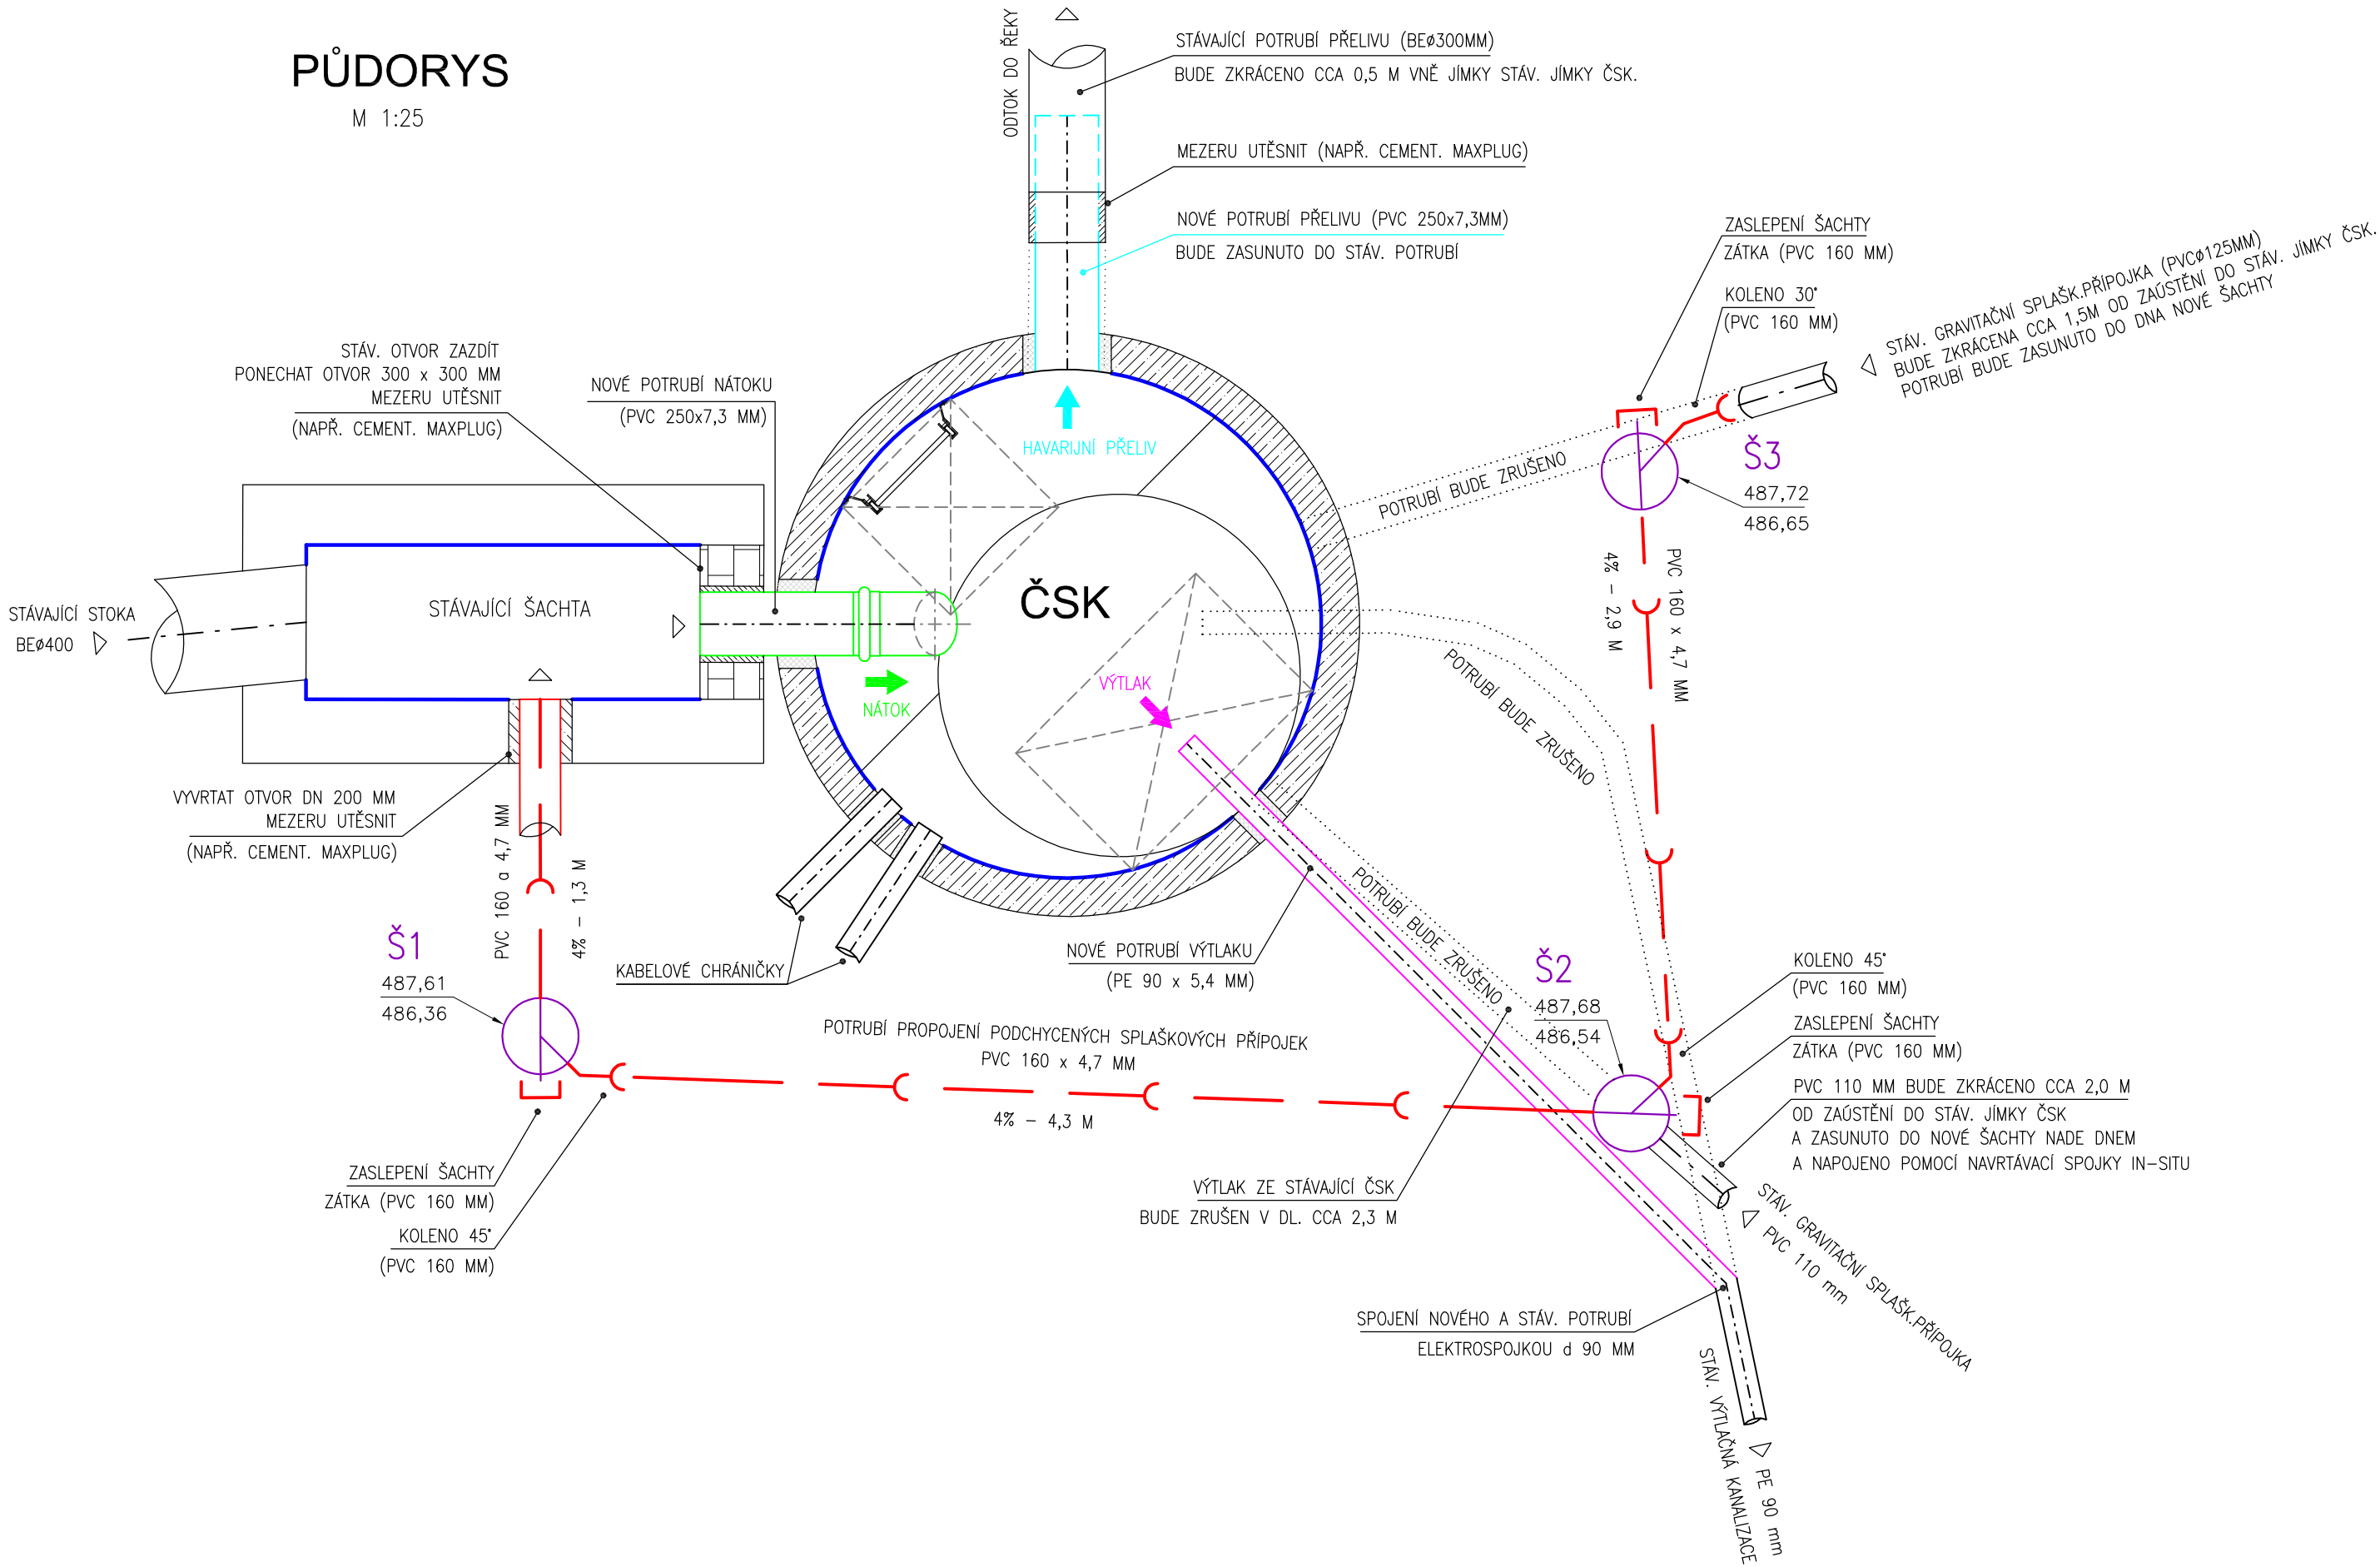 PŮDORYS
M 1:25
ODTOK DO ŘEKY
STÁVAJÍCÍ POTRUBÍ PŘELIVU (BEø300MM)
BUDE ZKRÁCENO CCA 0,5 M VNĚ JÍMKY STÁV. JÍMKY ČSK.
MEZERU UTĚSNIT (NAPŘ. CEMENT. MAXPLUG)
NOVÉ POTRUBÍ PŘELIVU (PVC 250x7,3MM)
BUDE ZASUNUTO DO STÁV. POTRUBÍ
ZASLEPENÍ ŠACHTY
ZÁTKA (PVC 160 MM)
KOLENO 30°
(PVC 160 MM)
STÁV. GRAVITAČNÍ SPLAŠK.PŘÍPOJKA (PVCø125MM)
BUDE ZKRÁCENA CCA 1,5M OD ZAÚSTĚNÍ DO STÁV. JÍMKY ČSK.
POTRUBÍ BUDE ZASUNUTO DO DNA NOVÉ ŠACHTY
STÁV. OTVOR ZAZDÍT
PONECHAT OTVOR 300 x 300 MM
MEZERU UTĚSNIT
(NAPŘ. CEMENT. MAXPLUG)
NOVÉ POTRUBÍ NÁTOKU
(PVC 250x7,3 MM)
HAVARIJNÍ PŘELIV
POTRUBÍ BUDE ZRUŠENO
Š3
487,72
486,65
4% - 2,9 M
PVC 160 x 4,7 MM
STÁVAJÍCÍ STOKA
BEø400
STÁVAJÍCÍ ŠACHTA
ČSK
NÁTOK
VÝTLAK
POTRUBÍ BUDE ZRUŠENO
VYVRTAT OTVOR DN 200 MM
MEZERU UTĚSNIT
(NAPŘ. CEMENT. MAXPLUG)
PVC 160 a 4,7 MM
4% - 1,3 M
Š1
487,61
486,36
KABELOVÉ CHRÁNIČKY
NOVÉ POTRUBÍ VÝTLAKU
(PE 90 x 5,4 MM)
POTRUBÍ BUDE ZRUŠENO
Š2
487,68
486,54
KOLENO 45°
(PVC 160 MM)
ZASLEPENÍ ŠACHTY
ZÁTKA (PVC 160 MM)
PVC 110 MM BUDE ZKRÁCENO CCA 2,0 M
OD ZAÚSTĚNÍ DO STÁV. JÍMKY ČSK
A ZASUNUTO DO NOVÉ ŠACHTY NADE DNEM
A NAPOJENO POMOCÍ NAVRTÁVACÍ SPOJKY IN-SITU
POTRUBÍ PROPOJENÍ PODCHYCENÝCH SPLAŠKOVÝCH PŘÍPOJEK
PVC 160 x 4,7 MM
4% - 4,3 M
ZASLEPENÍ ŠACHTY
ZÁTKA (PVC 160 MM)
KOLENO 45°
(PVC 160 MM)
VÝTLAK ZE STÁVAJÍCÍ ČSK
BUDE ZRUŠEN V DL. CCA 2,3 M
STÁV. GRAVITAČNÍ SPLAŠK.PŘÍPOJKA
PVC 110 mm
SPOJENÍ NOVÉHO A STÁV. POTRUBÍ
ELEKTROSPOJKOU d 90 MM
STÁV. VÝTLAČNÁ KANALIZACE
PE 90 mm